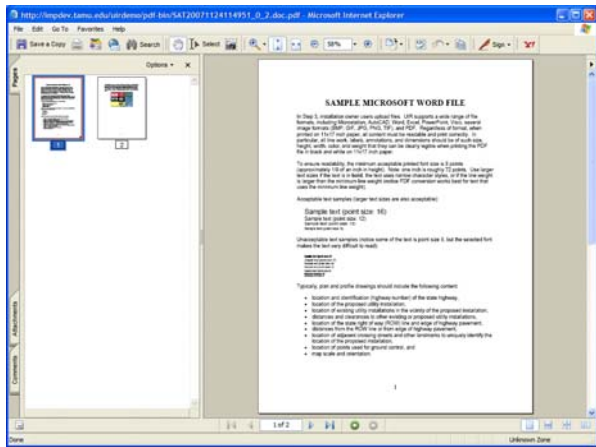 http://impdev.tamu.edu/uirdemo/pdf-bin/SAT20071124114951_0_2.doc.pdf - Microsoft Internet Explorer
File Edit Go To Favorites Help
Save a Copy Search Select 58% Sign Y!
Options
Pages
1 2
Attachments
Comments
SAMPLE MICROSOFT WORD FILE
In Step 3, installation owner users upload files. UIR supports a wide range of file
formats, including Microstation, AutoCAD, Word, Excel, PowerPoint, Visio, several
image formats (BMP, GIF, JPG, PNG, TIF), and PDF. Regardless of format, when
printed on 11x17 inch paper, all content must be readable and print correctly. In
particular, all line work, labels, annotations, and dimensions should be of such size,
height, width, color, and weight that they can be clearly legible when printing the PDF
file in black and white on 11x17 inch paper.
To ensure readability, the minimum acceptable printed font size is 8 points
(approximately 1/9 of an inch in height). Note: one inch is roughly 72 points. Use larger
text sizes if the text is in bold, the text uses narrow character styles, or if the line weight
is larger than the minimum line weight visible PDF conversion works best for text that
uses the minimum line weight).
Acceptable text samples (larger text sizes are also acceptable)
Sample text (point size: 16)
Sample text (point size: 12)
Sample text (point size: 10)
Unacceptable text samples (notice some of the text is point size 8, but the selected font
makes the text very difficult to read)
Typically, plan and profile drawings should include the following content:
• location and identification (highway number) of the state highway,
• location of the proposed utility installation,
• location of existing utility installations in the vicinity of the proposed installation,
• distances and clearances to other existing or proposed utility installations,
• location of the state right of way (ROW) line and edge of highway pavement,
• distances from the ROW line or from edge of highway pavement,
• location of adjacent crossing streets and other landmarks to uniquely identify the
location of the proposed installation,
• location of points used for ground control, and
• map scale and orientation.
1
1 of 2
Done Unknown Zone